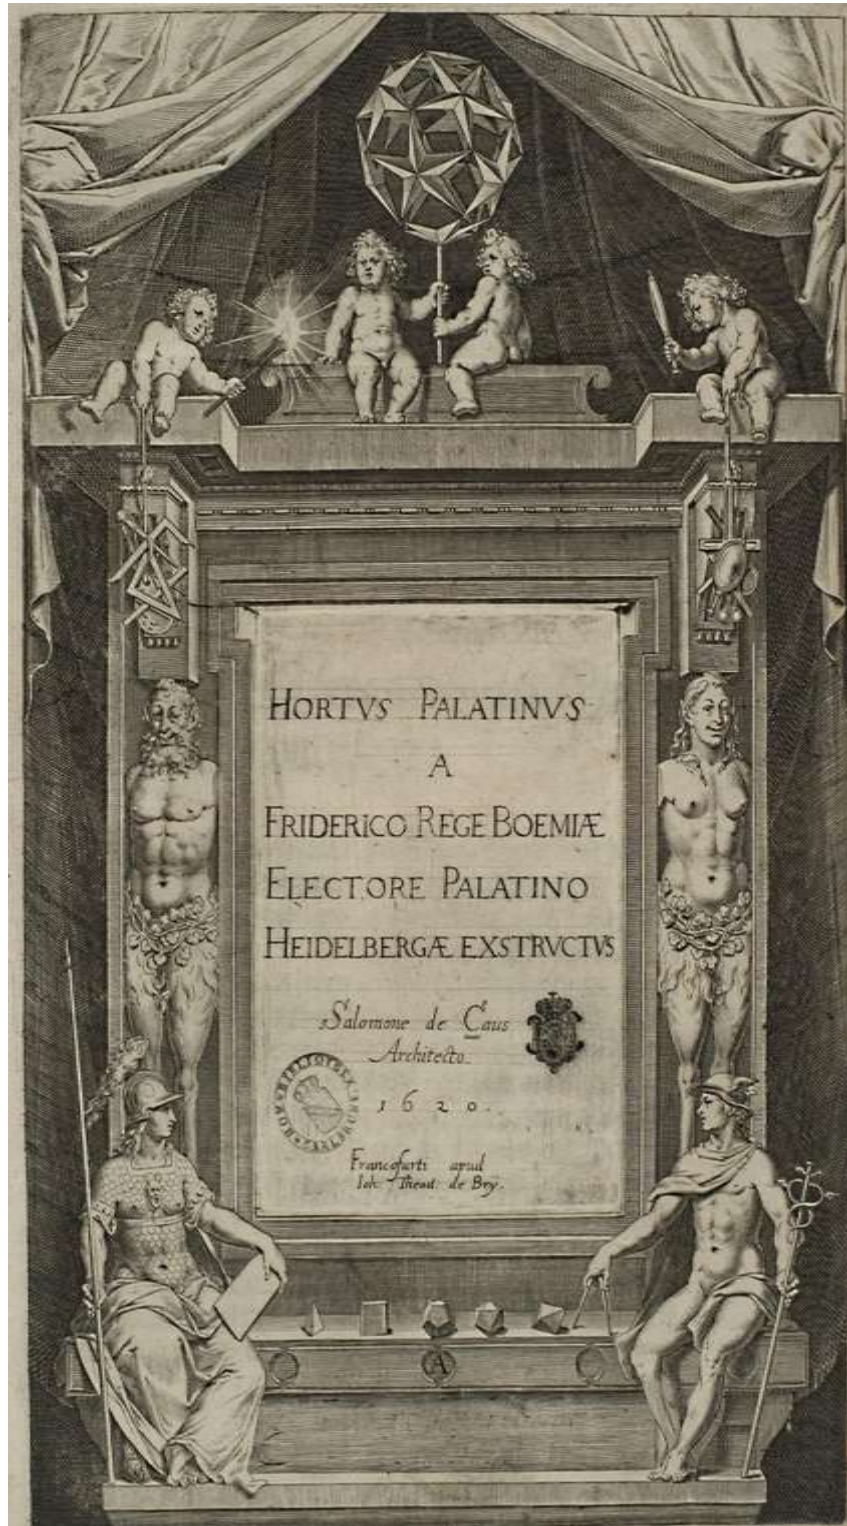 HORTVS PALATINVS
A
FRIDERICO REGE BOEMIÆ
ELECTORE PALATINO
HEIDELBERGÆ EXSTRVCTVS
Salomone de Caus
Architecto.
1620.
Francofurti apud
Ioh. Theod. de Bry.
A